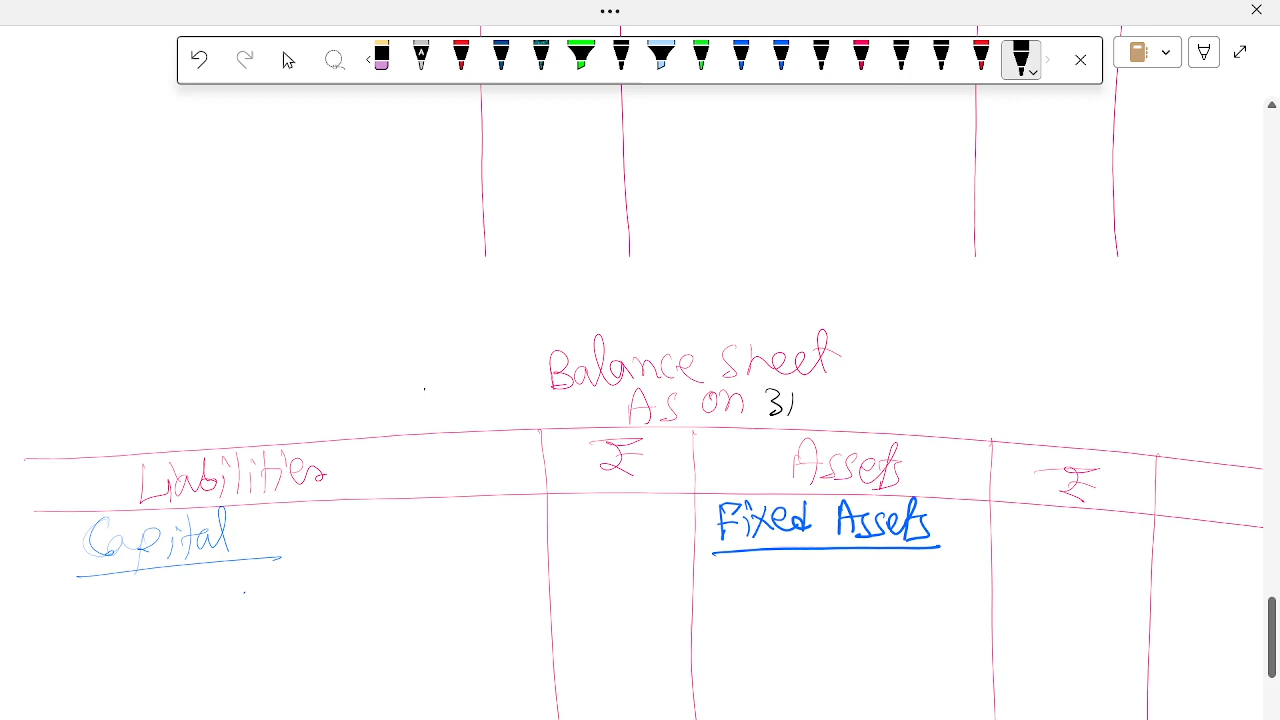 Balance Sheet
As on 31
Liabilities ₹ Assets ₹
Capital Fixed Assets